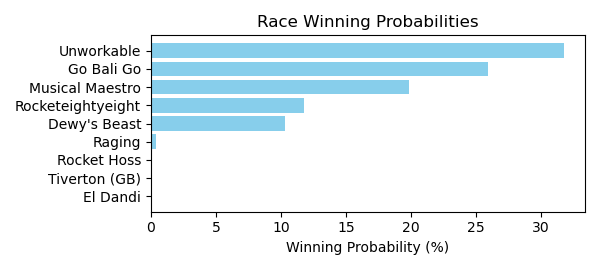 Race Winning Probabilities
Unworkable
Go Bali Go
Musical Maestro
Rocketeightyeight
Dewy's Beast
Raging
Rocket Hoss
Tiverton (GB)
El Dandi
0 5 10 15 20 25 30
Winning Probability (%)